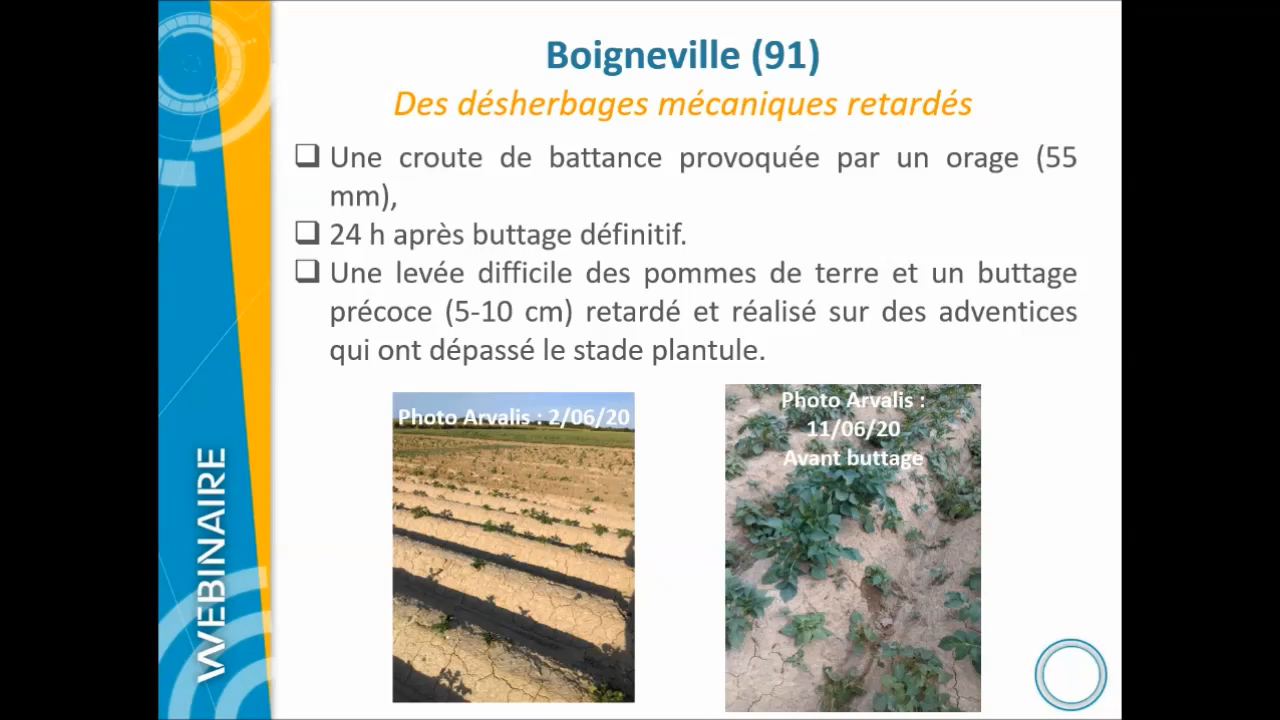 Boigneville (91)
Des désherbages mécaniques retardés
❑ Une croute de battance provoquée par un orage (55
mm),
❑ 24 h après buttage définitif.
❑ Une levée difficile des pommes de terre et un buttage
précoce (5-10 cm) retardé et réalisé sur des adventices
qui ont dépassé le stade plantule.
Photo Arvalis : 2/06/20
Photo Arvalis :
11/06/20
Avant buttage
WEBINAIRE